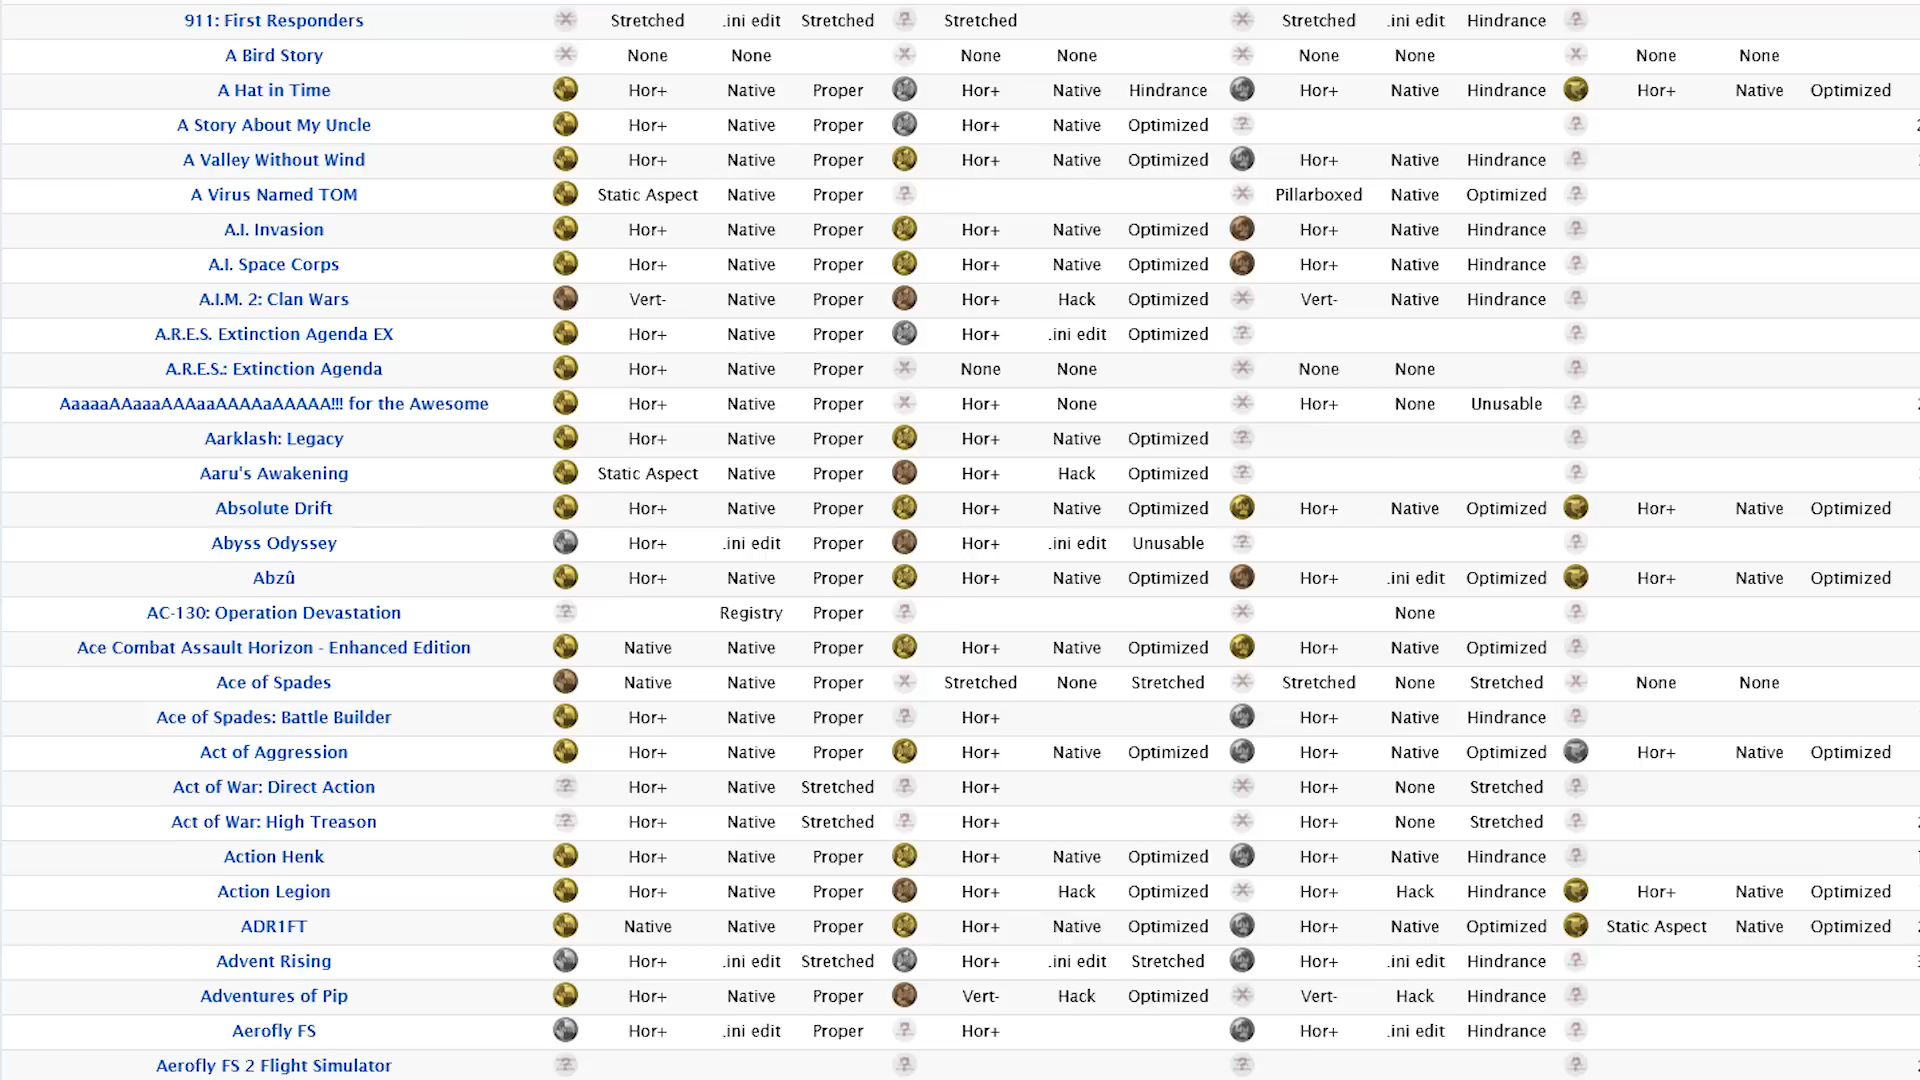 911: First Responders Stretched .ini edit Stretched Stretched Stretched .ini edit Hindrance
A Bird Story None None None None None None None None
A Hat in Time Hor+ Native Proper Hor+ Native Hindrance Hor+ Native Hindrance Hor+ Native Optimized
A Story About My Uncle Hor+ Native Proper Hor+ Native Optimized
A Valley Without Wind Hor+ Native Proper Hor+ Native Optimized Hor+ Native Hindrance
A Virus Named TOM Static Aspect Native Proper Pillarboxed Native Optimized
A.I. Invasion Hor+ Native Proper Hor+ Native Optimized Hor+ Native Hindrance
A.I. Space Corps Hor+ Native Proper Hor+ Native Optimized Hor+ Native Hindrance
A.I.M. 2: Clan Wars Vert- Native Proper Hor+ Hack Optimized Vert- Native Hindrance
A.R.E.S. Extinction Agenda EX Hor+ Native Proper Hor+ .ini edit Optimized
A.R.E.S.: Extinction Agenda Hor+ Native Proper None None None None
AaaaaAAaaaAAAaaAAAAaAAAAA!!! for the Awesome Hor+ Native Proper Hor+ None Hor+ None Unusable
Aarklash: Legacy Hor+ Native Proper Hor+ Native Optimized
Aaru's Awakening Static Aspect Native Proper Hor+ Hack Optimized
Absolute Drift Hor+ Native Proper Hor+ Native Optimized Hor+ Native Optimized Hor+ Native Optimized
Abyss Odyssey Hor+ .ini edit Proper Hor+ .ini edit Unusable
Abzû Hor+ Native Proper Hor+ Native Optimized Hor+ .ini edit Optimized Hor+ Native Optimized
AC-130: Operation Devastation Registry Proper None
Ace Combat Assault Horizon - Enhanced Edition Native Native Proper Hor+ Native Optimized Hor+ Native Optimized
Ace of Spades Native Native Proper Stretched None Stretched Stretched None Stretched None None
Ace of Spades: Battle Builder Hor+ Native Proper Hor+ Hor+ Native Hindrance
Act of Aggression Hor+ Native Proper Hor+ Native Optimized Hor+ Native Optimized Hor+ Native Optimized
Act of War: Direct Action Hor+ Native Stretched Hor+ Hor+ None Stretched
Act of War: High Treason Hor+ Native Stretched Hor+ Hor+ None Stretched
Action Henk Hor+ Native Proper Hor+ Native Optimized Hor+ Native Hindrance
Action Legion Hor+ Native Proper Hor+ Hack Optimized Hor+ Hack Hindrance Hor+ Native Optimized
ADR1FT Native Native Proper Hor+ Native Optimized Hor+ Native Optimized Static Aspect Native Optimized
Advent Rising Hor+ .ini edit Stretched Hor+ .ini edit Stretched Hor+ .ini edit Hindrance
Adventures of Pip Hor+ Native Proper Vert- Hack Optimized Vert- Hack Hindrance
Aerofly FS Hor+ .ini edit Proper Hor+ Hor+ .ini edit Hindrance
Aerofly FS 2 Flight Simulator